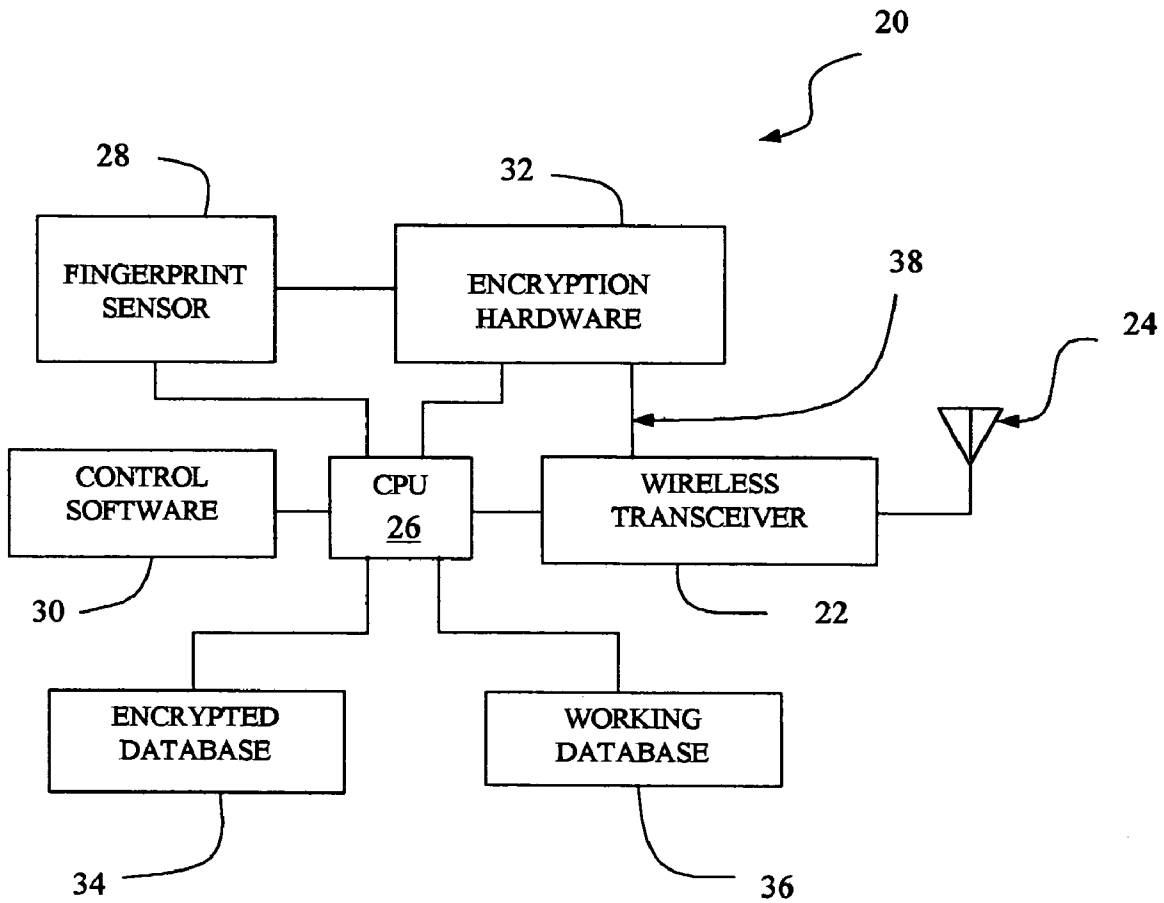 20
28
32
FINGERPRINT
SENSOR
ENCRYPTION
HARDWARE
38
24
CONTROL
SOFTWARE
CPU
26
WIRELESS
TRANSCEIVER
30
22
ENCRYPTED
DATABASE
WORKING
DATABASE
34
36